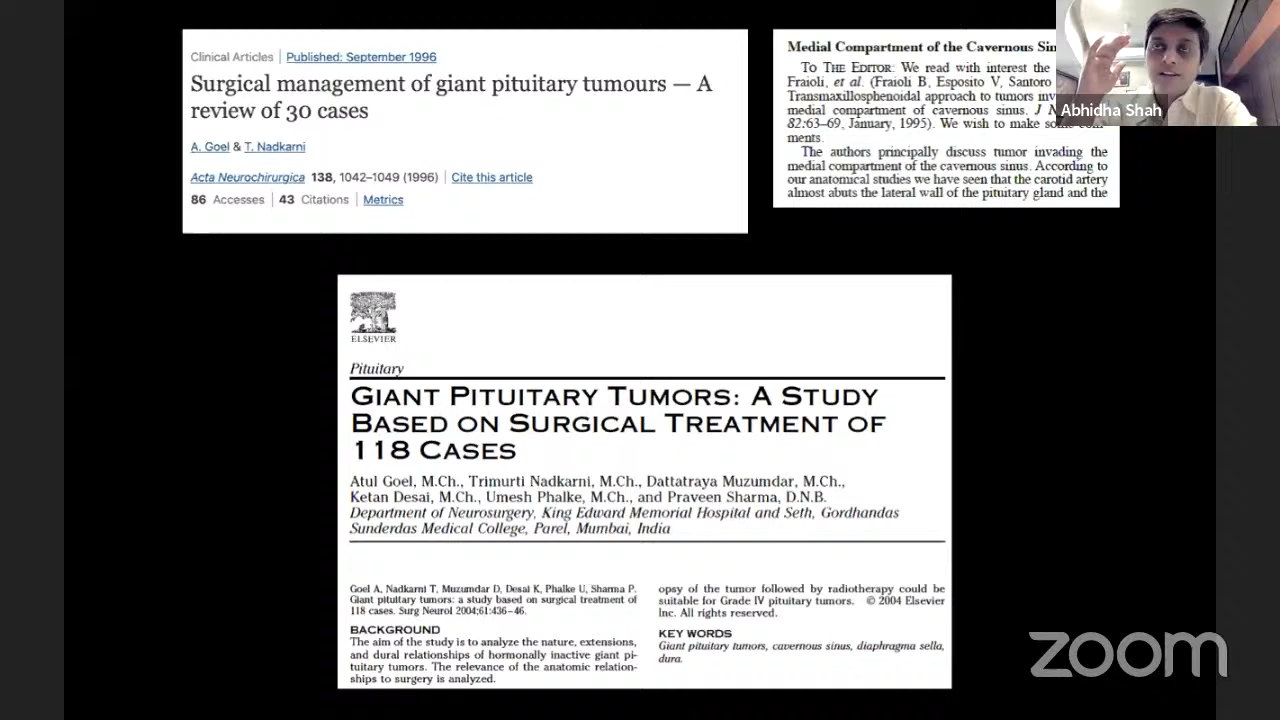 Clinical Articles | Published: September 1996
Surgical management of giant pituitary tumours — A
review of 30 cases
A. Goel & T. Nadkarni
Acta Neurochirurgica 138, 1042–1049 (1996) | Cite this article
86 Accesses | 43 Citations | Metrics
Medial Compartment of the Cavernous Sin
TO THE EDITOR: We read with interest the
Fraioli, et al. (Fraioli B, Esposito V, Santoro
Transmaxillosphenoidal approach to tumors inv
medial compartment of cavernous sinus. J N
82:63–69, January, 1995). We wish to make some com-
ments.
The authors principally discuss tumor invading the
medial compartment of the cavernous sinus. According to
our anatomical studies we have seen that the carotid artery
almost abuts the lateral wall of the pituitary gland and the
Abhidha Shah
ELSEVIER
Pituitary
GIANT PITUITARY TUMORS: A STUDY
BASED ON SURGICAL TREATMENT OF
118 CASES
Atul Goel, M.Ch., Trimurti Nadkarni, M.Ch., Dattatraya Muzumdar, M.Ch.,
Ketan Desai, M.Ch., Umesh Phalke, M.Ch., and Praveen Sharma, D.N.B.
Department of Neurosurgery, King Edward Memorial Hospital and Seth, Gordhandas
Sunderdas Medical College, Parel, Mumbai, India
Goel A, Nadkarni T, Muzumdar D, Desai K, Phalke U, Sharma P.
Giant pituitary tumors: a study based on surgical treatment of
118 cases. Surg Neurol 2004;61:436–46.
BACKGROUND
The aim of the study is to analyze the nature, extensions,
and dural relationships of hormonally inactive giant pi-
tuitary tumors. The relevance of the anatomic relation-
ships to surgery is analyzed.
opsy of the tumor followed by radiotherapy could be
suitable for Grade IV pituitary tumors. © 2004 Elsevier
Inc. All rights reserved.
KEY WORDS
Giant pituitary tumors, cavernous sinus, diaphragma sella,
dura.
zoom